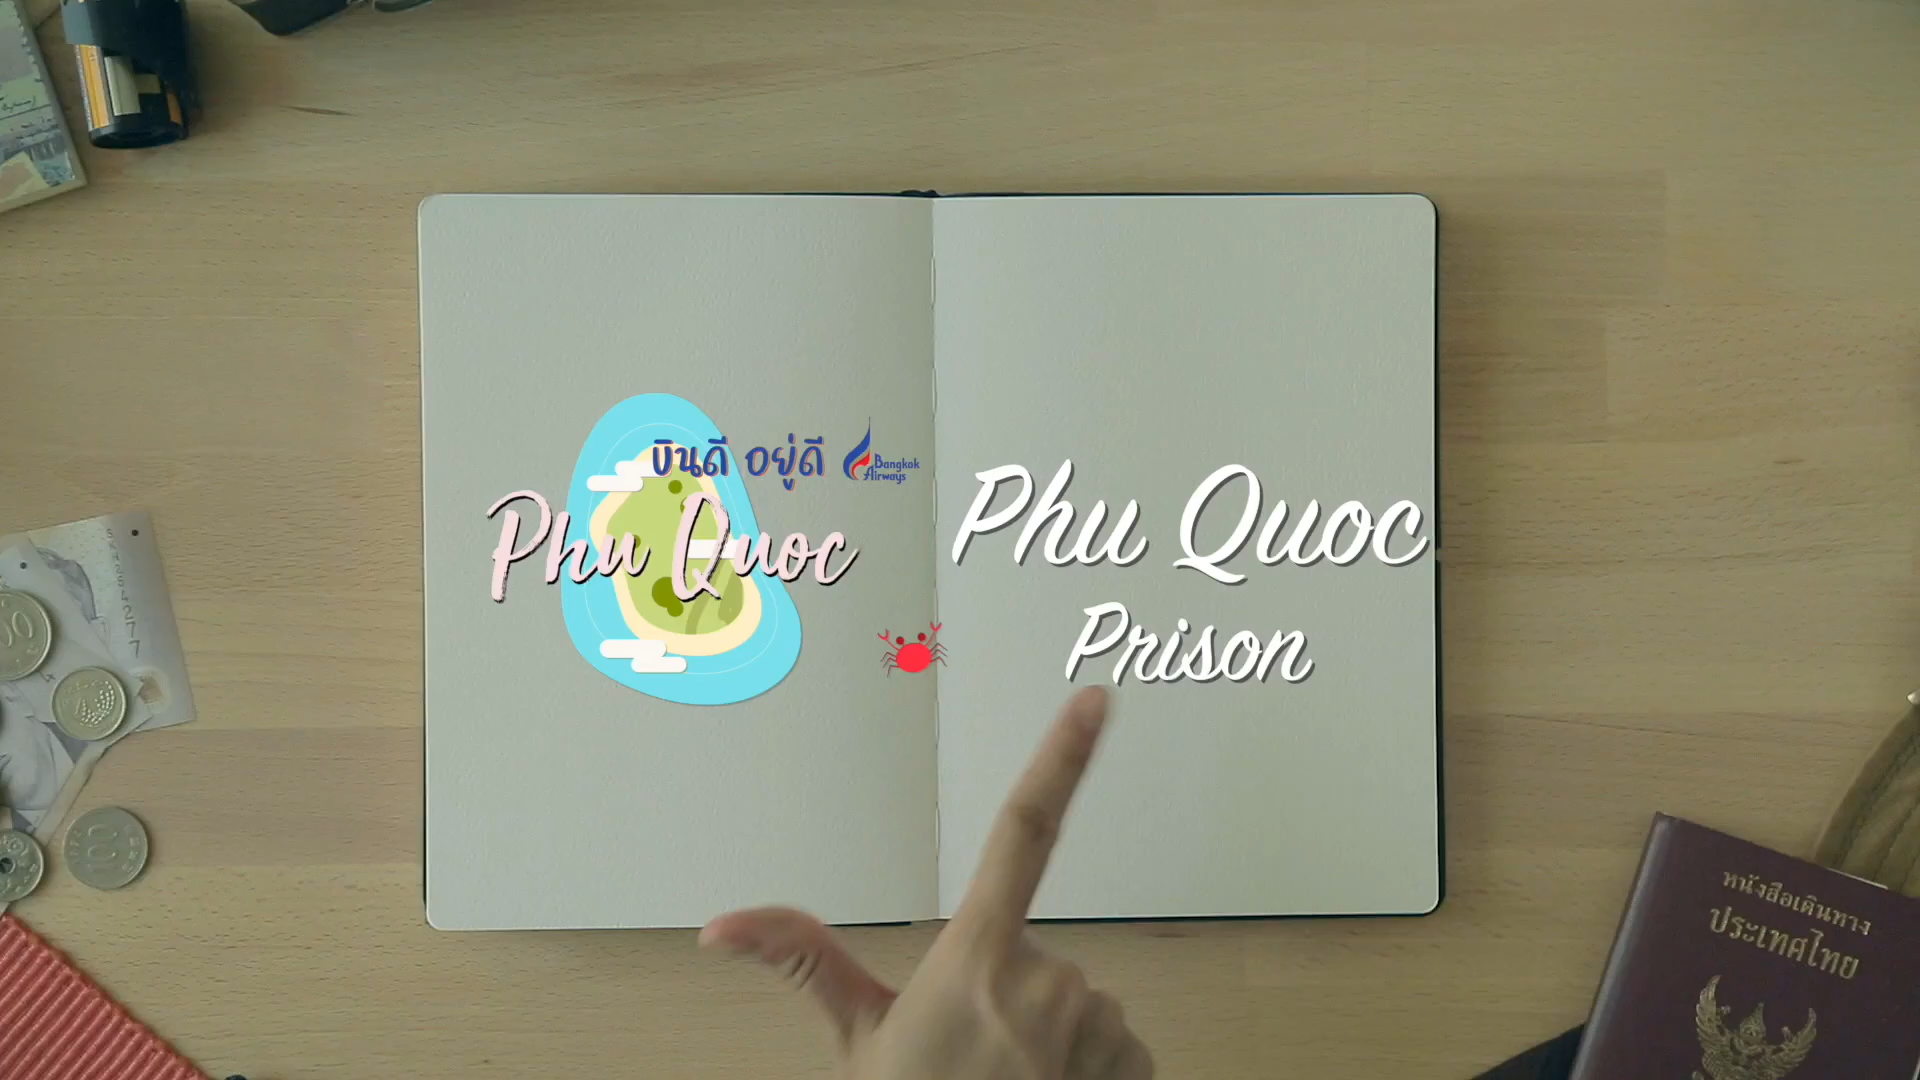 บินดี อยู่ดี
Bangkok
Airways
Phu Quoc
Phu Quoc
Prison
หนังสือเดินทาง
ประเทศไทย
100